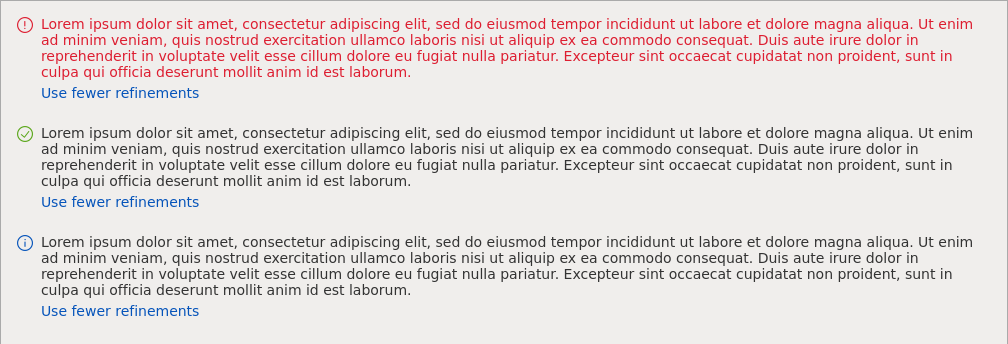 Lorem ipsum dolor sit amet, consectetur adipiscing elit, sed do eiusmod tempor incididunt ut labore et dolore magna aliqua. Ut enim
ad minim veniam, quis nostrud exercitation ullamco laboris nisi ut aliquip ex ea commodo consequat. Duis aute irure dolor in
reprehenderit in voluptate velit esse cillum dolore eu fugiat nulla pariatur. Excepteur sint occaecat cupidatat non proident, sunt in
culpa qui officia deserunt mollit anim id est laborum.
Use fewer refinements
Lorem ipsum dolor sit amet, consectetur adipiscing elit, sed do eiusmod tempor incididunt ut labore et dolore magna aliqua. Ut enim
ad minim veniam, quis nostrud exercitation ullamco laboris nisi ut aliquip ex ea commodo consequat. Duis aute irure dolor in
reprehenderit in voluptate velit esse cillum dolore eu fugiat nulla pariatur. Excepteur sint occaecat cupidatat non proident, sunt in
culpa qui officia deserunt mollit anim id est laborum.
Use fewer refinements
Lorem ipsum dolor sit amet, consectetur adipiscing elit, sed do eiusmod tempor incididunt ut labore et dolore magna aliqua. Ut enim
ad minim veniam, quis nostrud exercitation ullamco laboris nisi ut aliquip ex ea commodo consequat. Duis aute irure dolor in
reprehenderit in voluptate velit esse cillum dolore eu fugiat nulla pariatur. Excepteur sint occaecat cupidatat non proident, sunt in
culpa qui officia deserunt mollit anim id est laborum.
Use fewer refinements